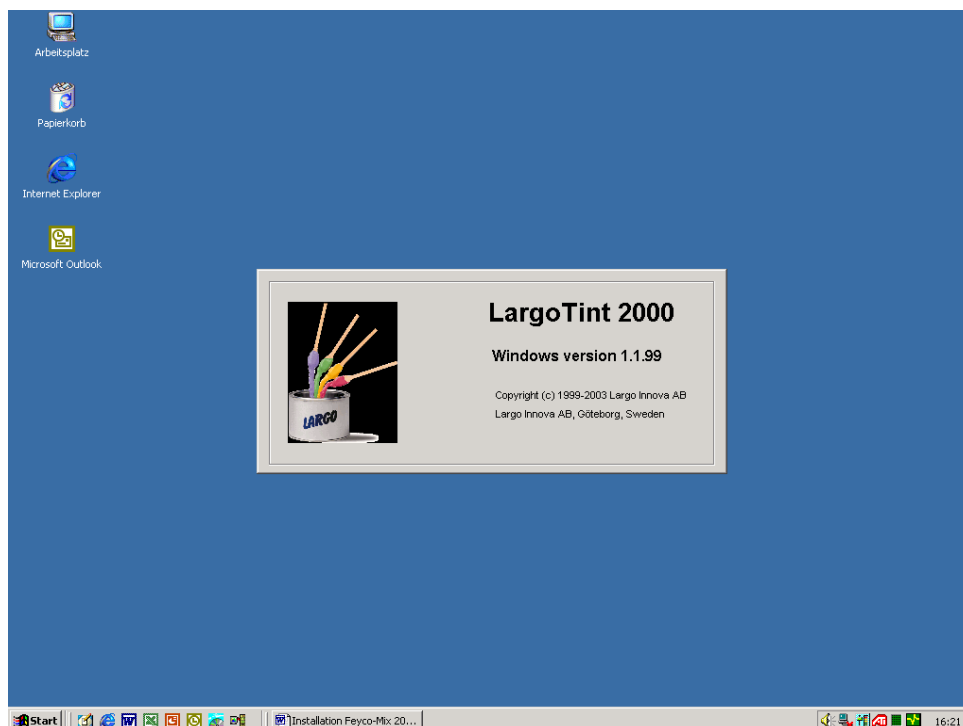 Arbeitsplatz
Papierkorb
Internet Explorer
Microsoft Outlook
LargoTint 2000
Windows version 1.1.99
Copyright (c) 1999-2003 Largo Innova AB
Largo Innova AB, Göteborg, Sweden
LARGO
Start
Installation Feyco-Mix 20...
16:21